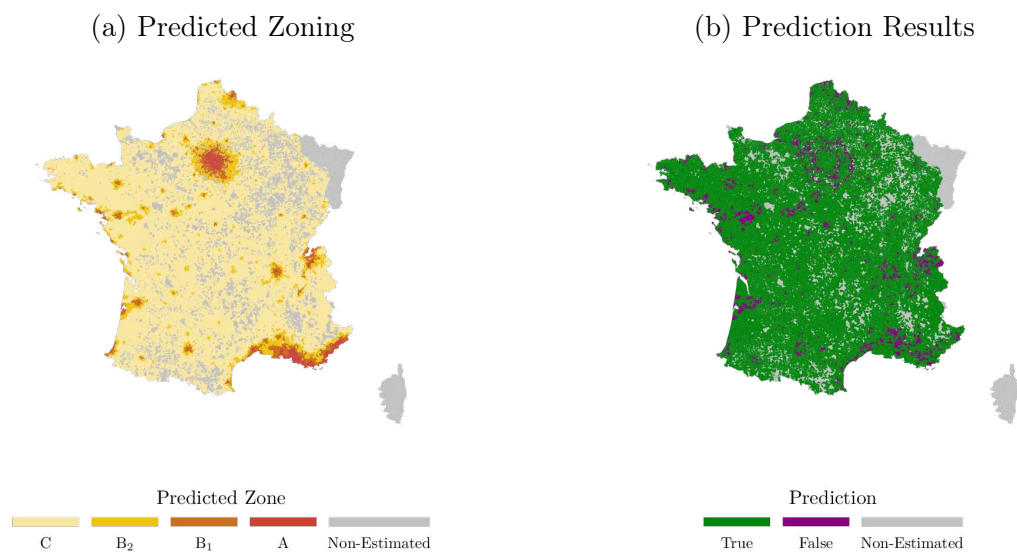 (a) Predicted Zoning
(b) Prediction Results
Predicted Zone
C B₂ B₁ A Non-Estimated
Prediction
True False Non-Estimated